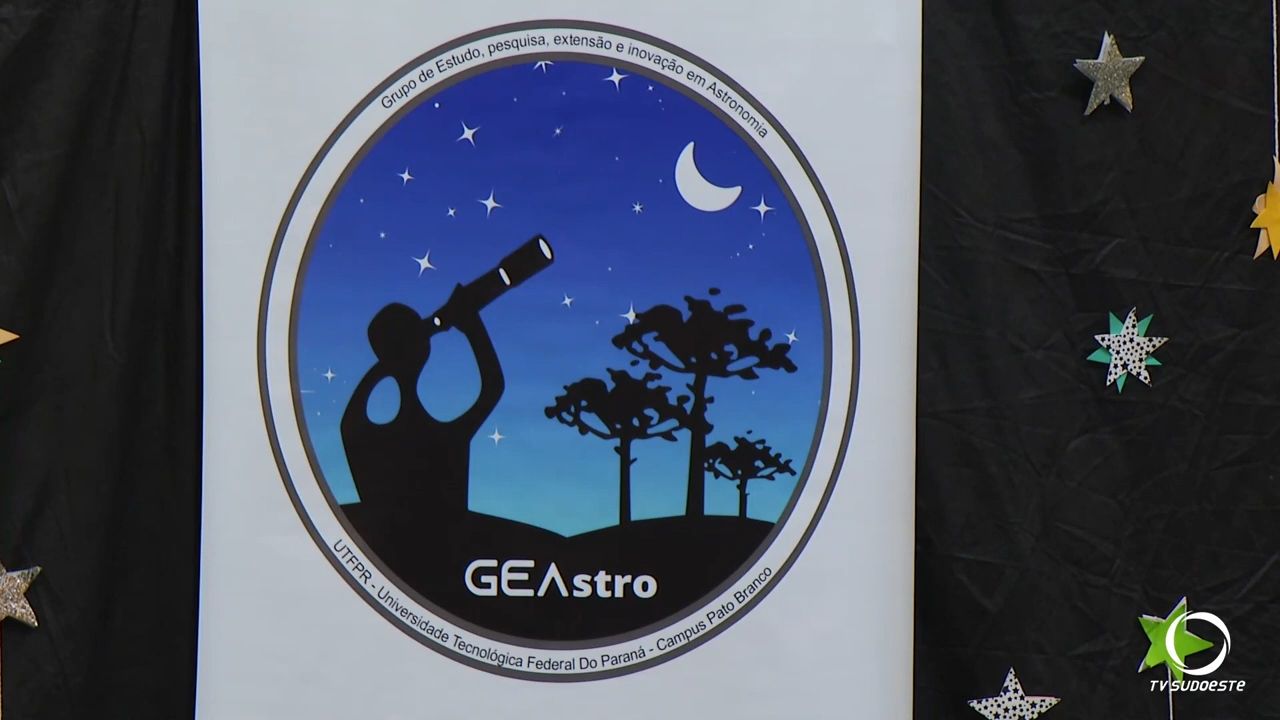 Grupo de Estudo, pesquisa, extensão e inovação em Astronomia
GEAstro
UTFPR - Universidade Tecnológica Federal Do Paraná - Campus Pato Branco
TV SUDOESTE